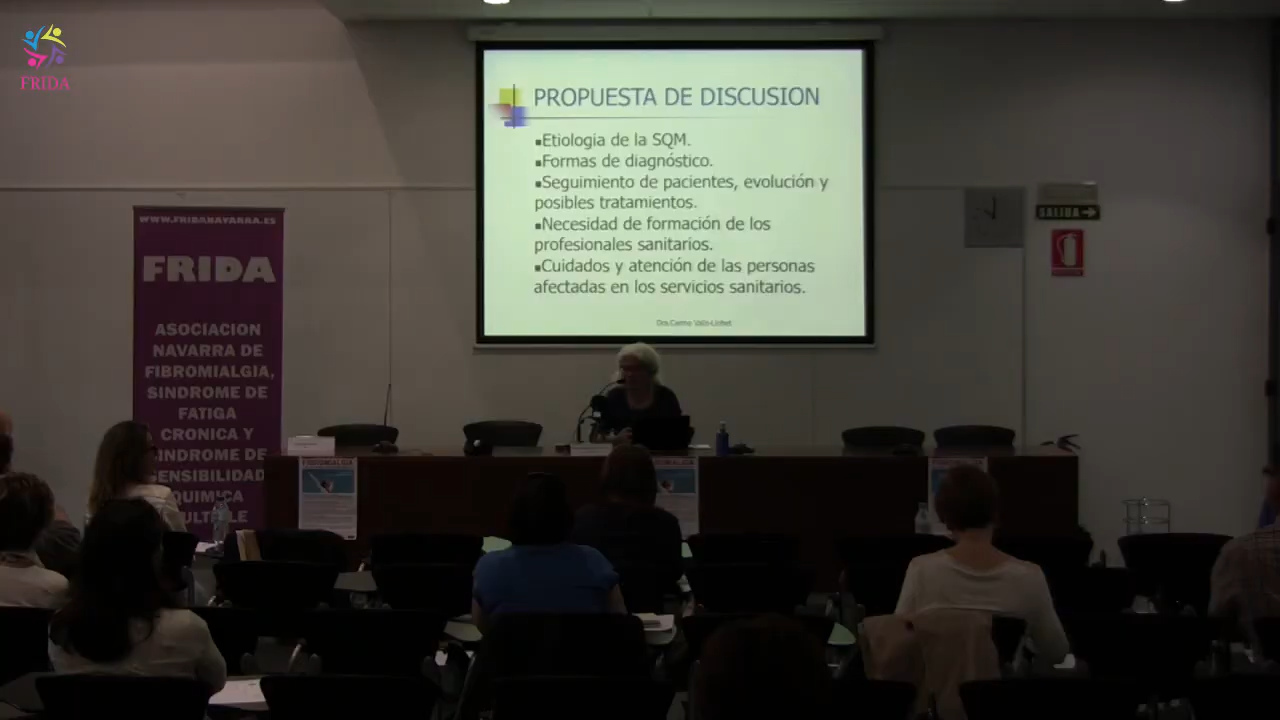 FRIDA
PROPUESTA DE DISCUSION
▪Etiologia de la SQM.
▪Formas de diagnóstico.
▪Seguimiento de pacientes, evolución y
posibles tratamientos.
▪Necesidad de formación de los
profesionales sanitarios.
▪Cuidados y atención de las personas
afectadas en los servicios sanitarios.
WWW.FRIDANAVARRA.ES
FRIDA
ASOCIACION
NAVARRA DE
FIBROMIALGIA,
SINDROME DE
FATIGA
CRONICA Y
SINDROME DE
SENSIBILIDAD
QUIMICA
SALIDA
FIBROMIALGIA